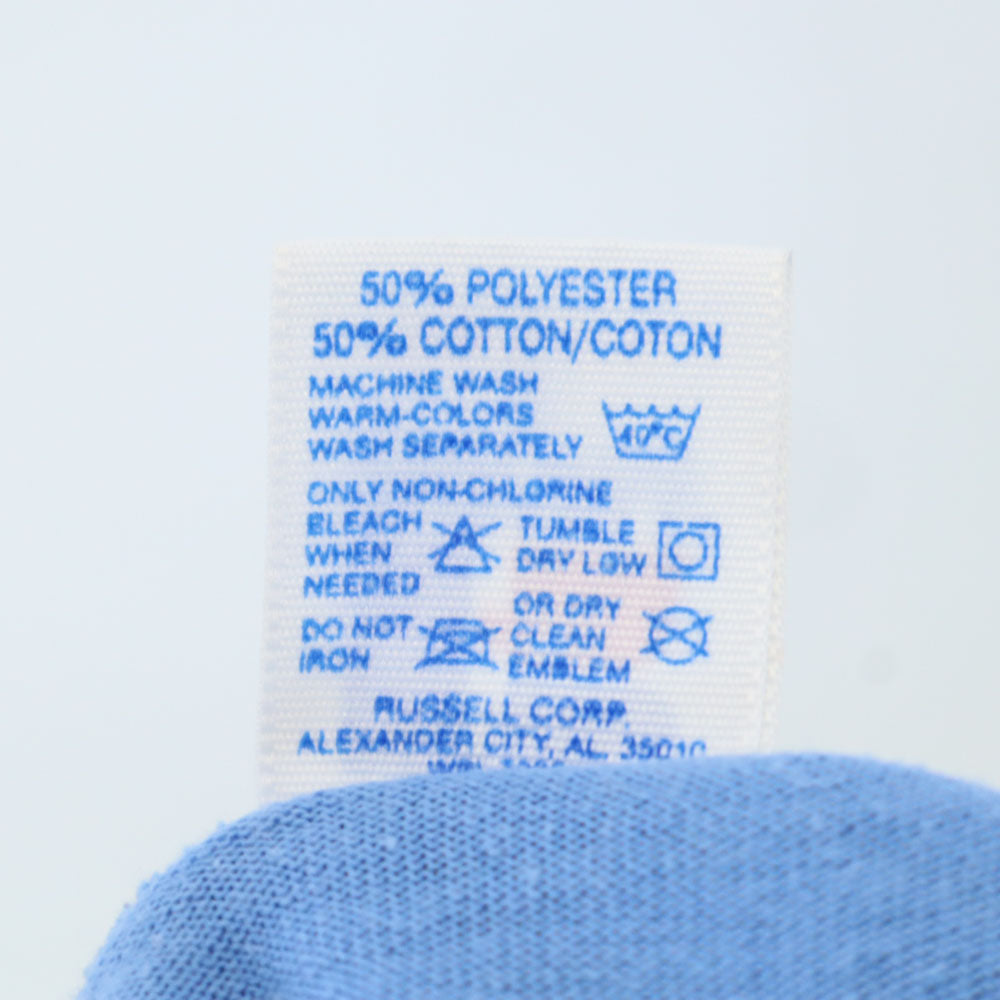 50% POLYESTER
50% COTTON/COTON
MACHINE WASH
WARM-COLORS
WASH SEPARATELY
40°C
ONLY NON-CHLORINE
BLEACH
WHEN
NEEDED
TUMBLE
DRY LOW
DO NOT
IRON
OR DRY
CLEAN
EMBLEM
RUSSELL CORP.
ALEXANDER CITY, AL. 35010